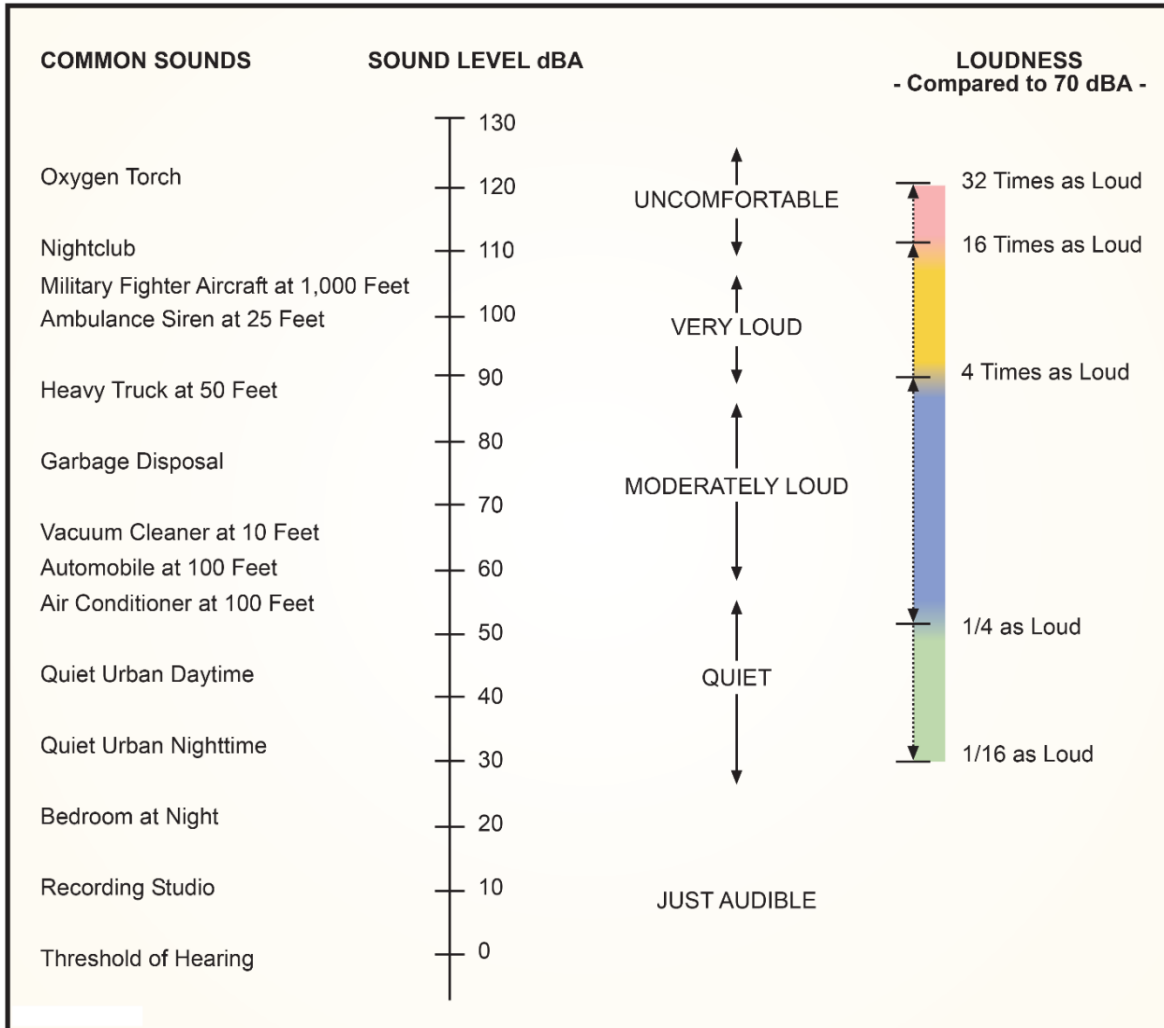 COMMON SOUNDS
SOUND LEVEL dBA
LOUDNESS
- Compared to 70 dBA -
130
Oxygen Torch
120
UNCOMFORTABLE
32 Times as Loud
Nightclub
110
16 Times as Loud
Military Fighter Aircraft at 1,000 Feet
Ambulance Siren at 25 Feet
100
VERY LOUD
Heavy Truck at 50 Feet
90
4 Times as Loud
80
Garbage Disposal
MODERATELY LOUD
70
Vacuum Cleaner at 10 Feet
Automobile at 100 Feet
60
Air Conditioner at 100 Feet
50
1/4 as Loud
Quiet Urban Daytime
QUIET
40
Quiet Urban Nighttime
30
1/16 as Loud
Bedroom at Night
20
Recording Studio
10
JUST AUDIBLE
Threshold of Hearing
0